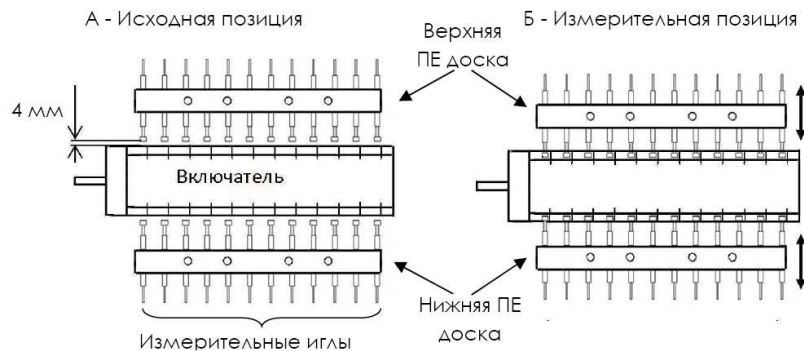 А - Исходная позиция
Верхняя
ПЕ доска
Б - Измерительная позиция
4 мм
Включатель
Нижняя ПЕ
доска
Измерительные иглы